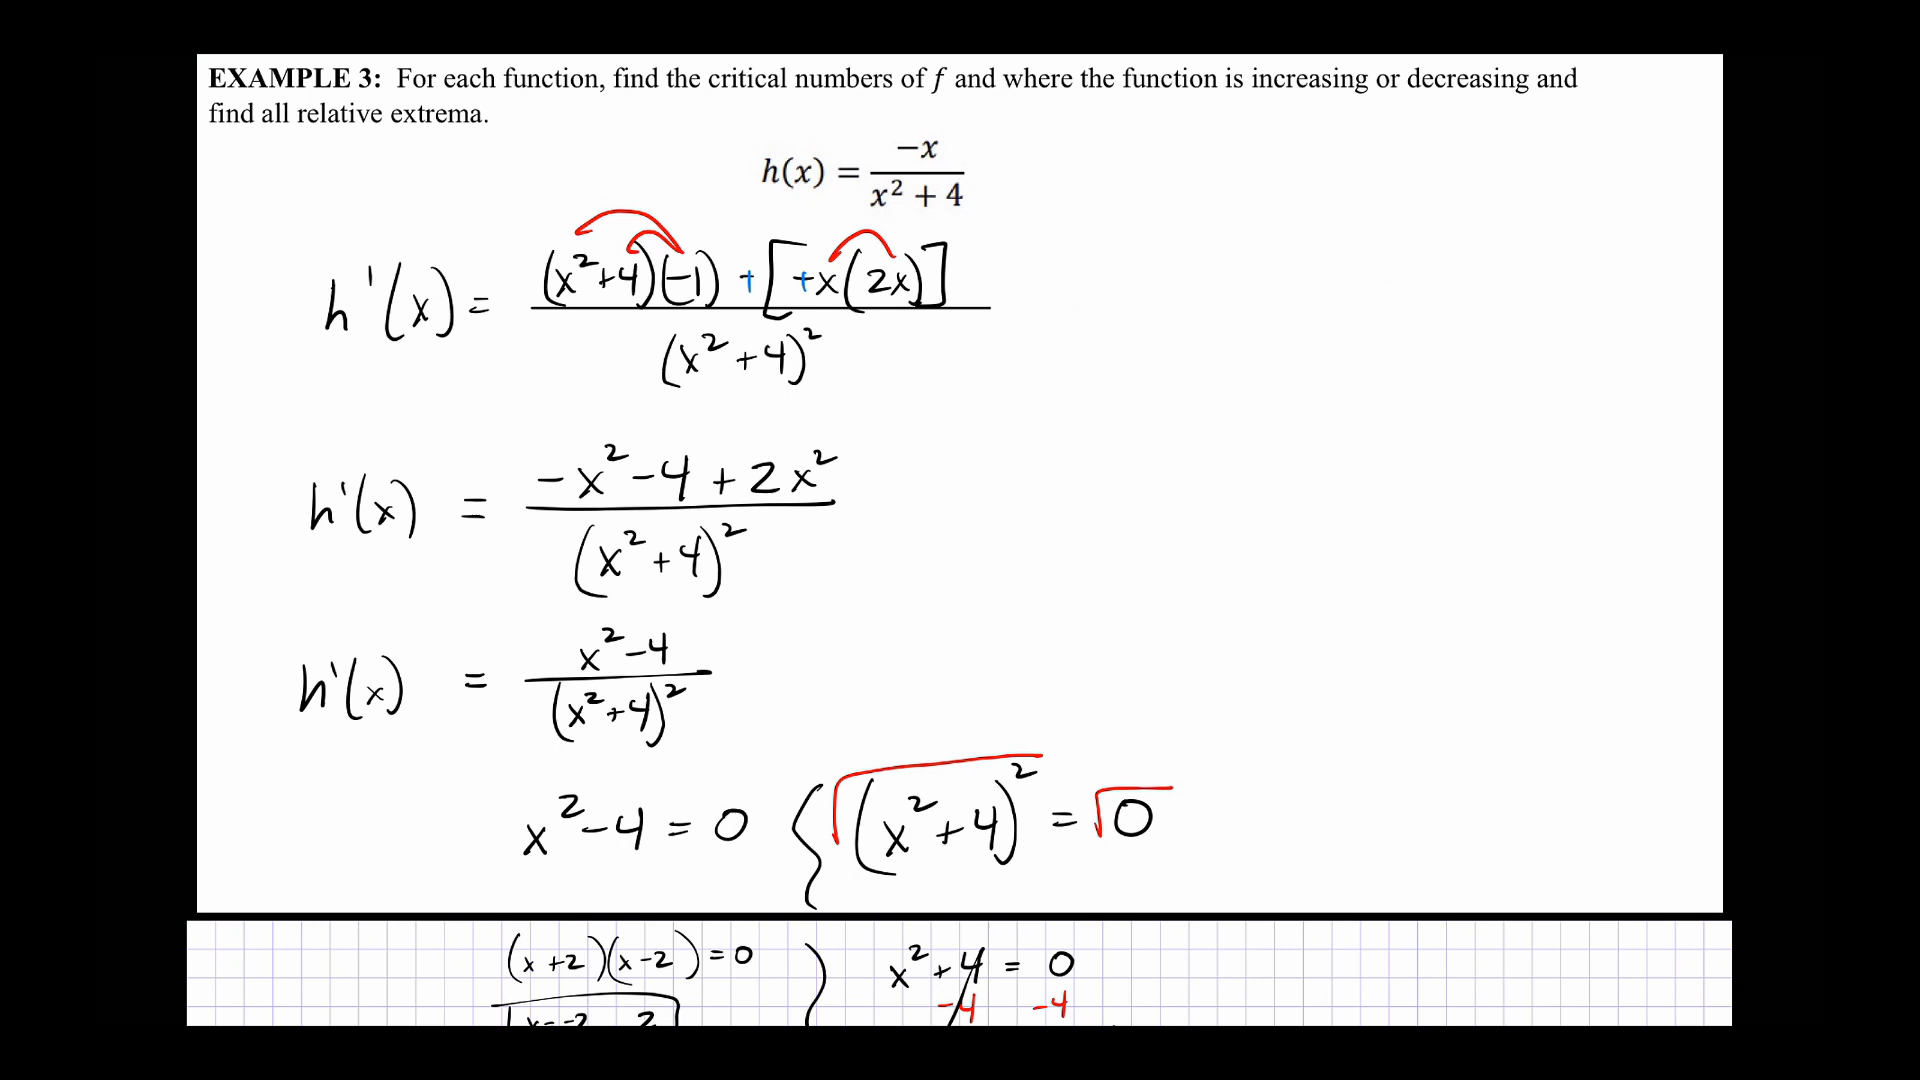 EXAMPLE 3: For each function, find the critical numbers of f and where the function is increasing or decreasing and
find all relative extrema.
h(x) = -x / (x² + 4)
h'(x) = ((x²+4)(-1) + [+x(2x)]) / (x²+4)²
h'(x) = (-x²-4+2x²) / (x²+4)²
h'(x) = (x²-4) / (x²+4)²
x²-4=0 { √(x²+4)² = √0
(x+2)(x-2)=0 } x²+4 = 0
x=-2 2 -4 -4